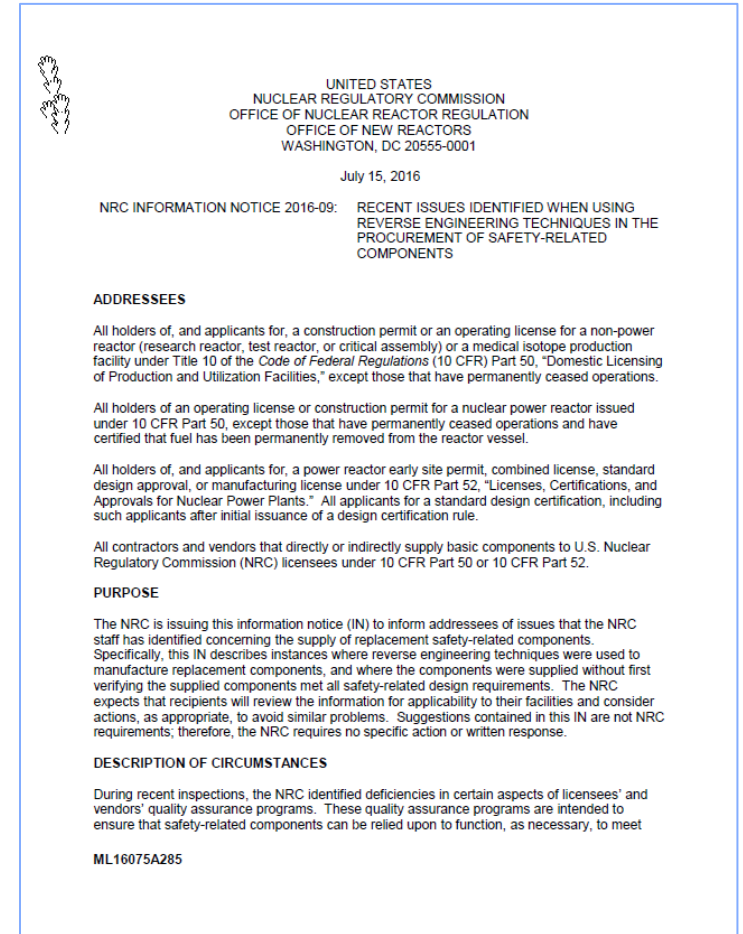 UNITED STATES
NUCLEAR REGULATORY COMMISSION
OFFICE OF NUCLEAR REACTOR REGULATION
OFFICE OF NEW REACTORS
WASHINGTON, DC 20555-0001
July 15, 2016
NRC INFORMATION NOTICE 2016-09: RECENT ISSUES IDENTIFIED WHEN USING
REVERSE ENGINEERING TECHNIQUES IN THE
PROCUREMENT OF SAFETY-RELATED
COMPONENTS
ADDRESSEES
All holders of, and applicants for, a construction permit or an operating license for a non-power
reactor (research reactor, test reactor, or critical assembly) or a medical isotope production
facility under Title 10 of the Code of Federal Regulations (10 CFR) Part 50, “Domestic Licensing
of Production and Utilization Facilities,” except those that have permanently ceased operations.
All holders of an operating license or construction permit for a nuclear power reactor issued
under 10 CFR Part 50, except those that have permanently ceased operations and have
certified that fuel has been permanently removed from the reactor vessel.
All holders of, and applicants for, a power reactor early site permit, combined license, standard
design approval, or manufacturing license under 10 CFR Part 52, “Licenses, Certifications, and
Approvals for Nuclear Power Plants.” All applicants for a standard design certification, including
such applicants after initial issuance of a design certification rule.
All contractors and vendors that directly or indirectly supply basic components to U.S. Nuclear
Regulatory Commission (NRC) licensees under 10 CFR Part 50 or 10 CFR Part 52.
PURPOSE
The NRC is issuing this information notice (IN) to inform addressees of issues that the NRC
staff has identified concerning the supply of replacement safety-related components.
Specifically, this IN describes instances where reverse engineering techniques were used to
manufacture replacement components, and where the components were supplied without first
verifying the supplied components met all safety-related design requirements. The NRC
expects that recipients will review the information for applicability to their facilities and consider
actions, as appropriate, to avoid similar problems. Suggestions contained in this IN are not NRC
requirements; therefore, the NRC requires no specific action or written response.
DESCRIPTION OF CIRCUMSTANCES
During recent inspections, the NRC identified deficiencies in certain aspects of licensees’ and
vendors’ quality assurance programs. These quality assurance programs are intended to
ensure that safety-related components can be relied upon to function, as necessary, to meet
ML16075A285